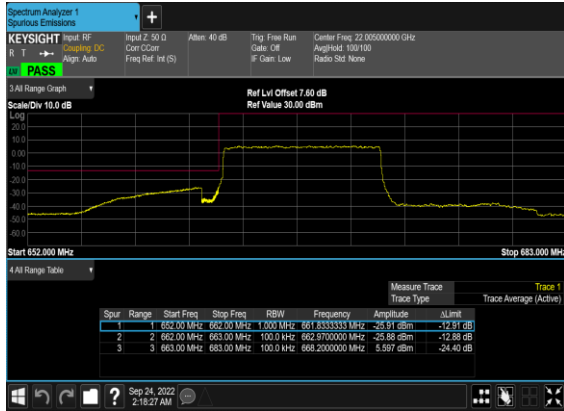 Spectrum Analyzer 1
Spurious Emissions
KEYSIGHT
R T
LW PASS
Input: RF
Coupling: DC
Align: Auto
Input Z: 50 Ω
Corr CCorr
Freq Ref: Int (S)
Atten: 40 dB
Trig: Free Run
Gate: Off
IF Gain: Low
Center Freq: 22.005000000 GHz
Avg|Hold: 100/100
Radio Std: None
3 All Range Graph
Scale/Div 10.0 dB
Ref Lvl Offset 7.60 dB
Ref Value 30.00 dBm
Log
20.0
10.0
0.00
-10.0
-20.0
-30.0
-40.0
-50.0
-60.0
Start 652.000 MHz
Stop 683.000 MHz
4 All Range Table
Measure Trace Trace 1
Trace Type Trace Average (Active)
Spur Range Start Freq Stop Freq RBW Frequency Amplitude ΔLimit
1 1 652.00 MHz 662.00 MHz 1.000 MHz 661.8333333 MHz -25.91 dBm -12.91 dB
2 2 662.00 MHz 663.00 MHz 100.0 kHz 662.9700000 MHz -25.88 dBm -12.88 dB
3 3 663.00 MHz 683.00 MHz 100.0 kHz 668.2000000 MHz 5.597 dBm -24.40 dB
?
Sep 24, 2022
2:18:27 AM